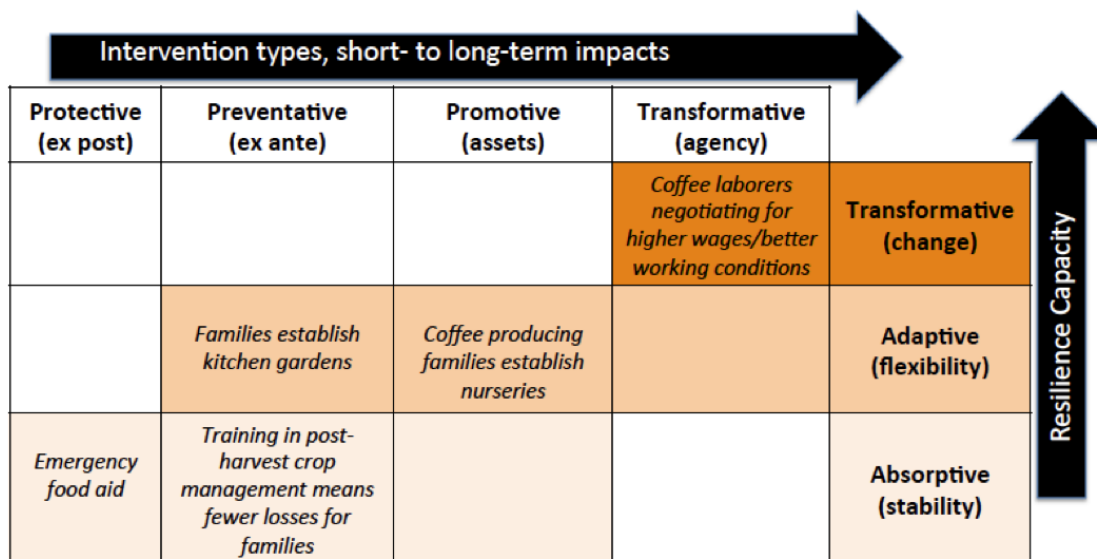 Intervention types, short- to long-term impacts
Protective
(ex post)
Preventative
(ex ante)
Promotive
(assets)
Transformative
(agency)
Coffee laborers
negotiating for
higher wages/better
working conditions
Transformative
(change)
Families establish
kitchen gardens
Coffee producing
families establish
nurseries
Adaptive
(flexibility)
Emergency
food aid
Training in post-
harvest crop
management means
fewer losses for
families
Absorptive
(stability)
Resilience Capacity